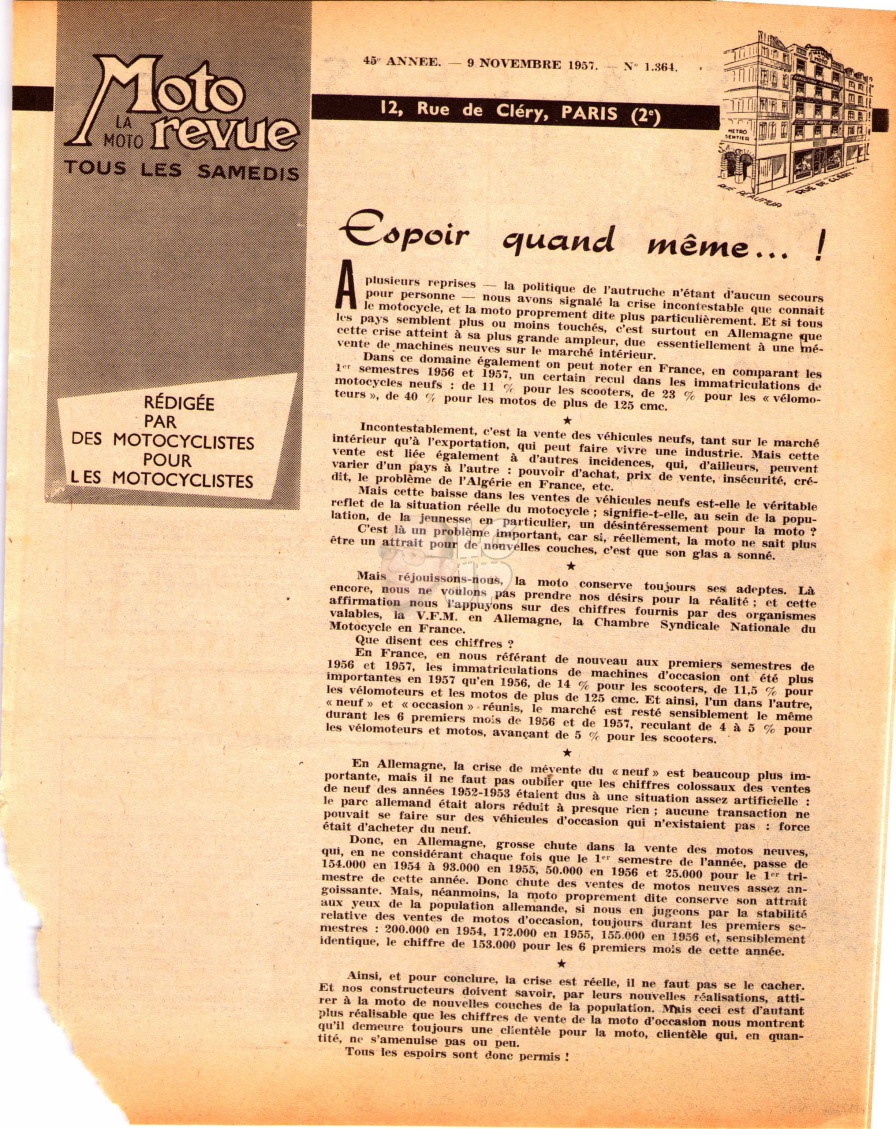 Moto
revue
LA
MOTO
TOUS LES SAMEDIS
45e ANNEE. — 9 NOVEMBRE 1957. — N° 1.364.
12, Rue de Cléry, PARIS (2e)
METRO
SENTIER
RUE REAUMUR
RUE DE CLERY
RÉDIGÉE
PAR
DES MOTOCYCLISTES
POUR
LES MOTOCYCLISTES
Espoir quand même... !
A plusieurs reprises — la politique de l'autruche n'étant d'aucun secours
pour personne — nous avons signalé la crise incontestable que connait
le motocycle, et la moto proprement dite plus particulièrement. Et si tous
les pays semblent plus ou moins touchés, c'est surtout en Allemagne que
cette crise atteint à sa plus grande ampleur, due essentiellement à une mé-
vente de machines neuves sur le marché intérieur.
Dans ce domaine également on peut noter en France, en comparant les
1ers semestres 1956 et 1957, un certain recul dans les immatriculations de
motocycles neufs : de 11 % pour les scooters, de 23 % pour les « vélomo-
teurs », de 40 % pour les motos de plus de 125 cmc.
★
Incontestablement, c'est la vente des véhicules neufs, tant sur le marché
intérieur qu'à l'exportation, qui peut faire vivre une industrie. Mais cette
vente est liée également à d'autres incidences, qui, d'ailleurs, peuvent
varier d'un pays à l'autre : pouvoir d'achat, prix de vente, insécurité, cré-
dit, le problème de l'Algérie en France, etc.
Mais cette baisse dans les ventes de véhicules neufs est-elle le véritable
reflet de la situation réelle du motocycle ; signifie-t-elle, au sein de la popu-
lation, de la jeunesse en particulier, un désintéressement pour la moto ?
C'est là un problème important, car si, réellement, la moto ne sait plus
être un attrait pour de nouvelles couches, c'est que son glas a sonné.
★
Mais réjouissons-nous, la moto conserve toujours ses adeptes. Là
encore, nous ne voulons pas prendre nos désirs pour la réalité ; et cette
affirmation nous l'appuyons sur des chiffres fournis par des organismes
valables, la V.F.M. en Allemagne, la Chambre Syndicale Nationale du
Motocycle en France.
Que disent ces chiffres ?
En France, en nous référant de nouveau aux premiers semestres de
1956 et 1957, les immatriculations de machines d'occasion ont été plus
importantes en 1957 qu'en 1956, de 14 % pour les scooters, de 11,5 % pour
les vélomoteurs et les motos de plus de 125 cmc. Et ainsi, l'un dans l'autre,
« neuf » et « occasion » réunis, le marché est resté sensiblement le même
durant les 6 premiers mois de 1956 et de 1957, reculant de 4 à 5 % pour
les vélomoteurs et motos, avançant de 5 % pour les scooters.
★
En Allemagne, la crise de mévente du « neuf » est beaucoup plus im-
portante, mais il ne faut pas oublier que les chiffres colossaux des ventes
de neuf des années 1952-1953 étaient dus à une situation assez artificielle :
le parc allemand était alors réduit à presque rien ; aucune transaction ne
pouvait se faire sur des véhicules d'occasion qui n'existaient pas : force
était d'acheter du neuf.
Donc, en Allemagne, grosse chute dans la vente des motos neuves,
qui, en ne considérant chaque fois que le 1er semestre de l'année, passe de
154.000 en 1954 à 93.000 en 1955, 50.000 en 1956 et 25.000 pour le 1er tri-
mestre de cette année. Donc chute des ventes de motos neuves assez an-
goissante. Mais, néanmoins, la moto proprement dite conserve son attrait
aux yeux de la population allemande, si nous en jugeons par la stabilité
relative des ventes de motos d'occasion, toujours durant les premiers se-
mestres : 200.000 en 1954, 172.000 en 1955, 155.000 en 1956 et, sensiblement
identique, le chiffre de 153.000 pour les 6 premiers mois de cette année.
★
Ainsi, et pour conclure, la crise est réelle, il ne faut pas se le cacher.
Et nos constructeurs doivent savoir, par leurs nouvelles réalisations, atti-
rer à la moto de nouvelles couches de la population. Mais ceci est d'autant
plus réalisable que les chiffres de vente de la moto d'occasion nous montrent
qu'il demeure toujours une clientèle pour la moto, clientèle qui, en quan-
tité, ne s'amenuise pas ou peu.
Tous les espoirs sont donc permis !